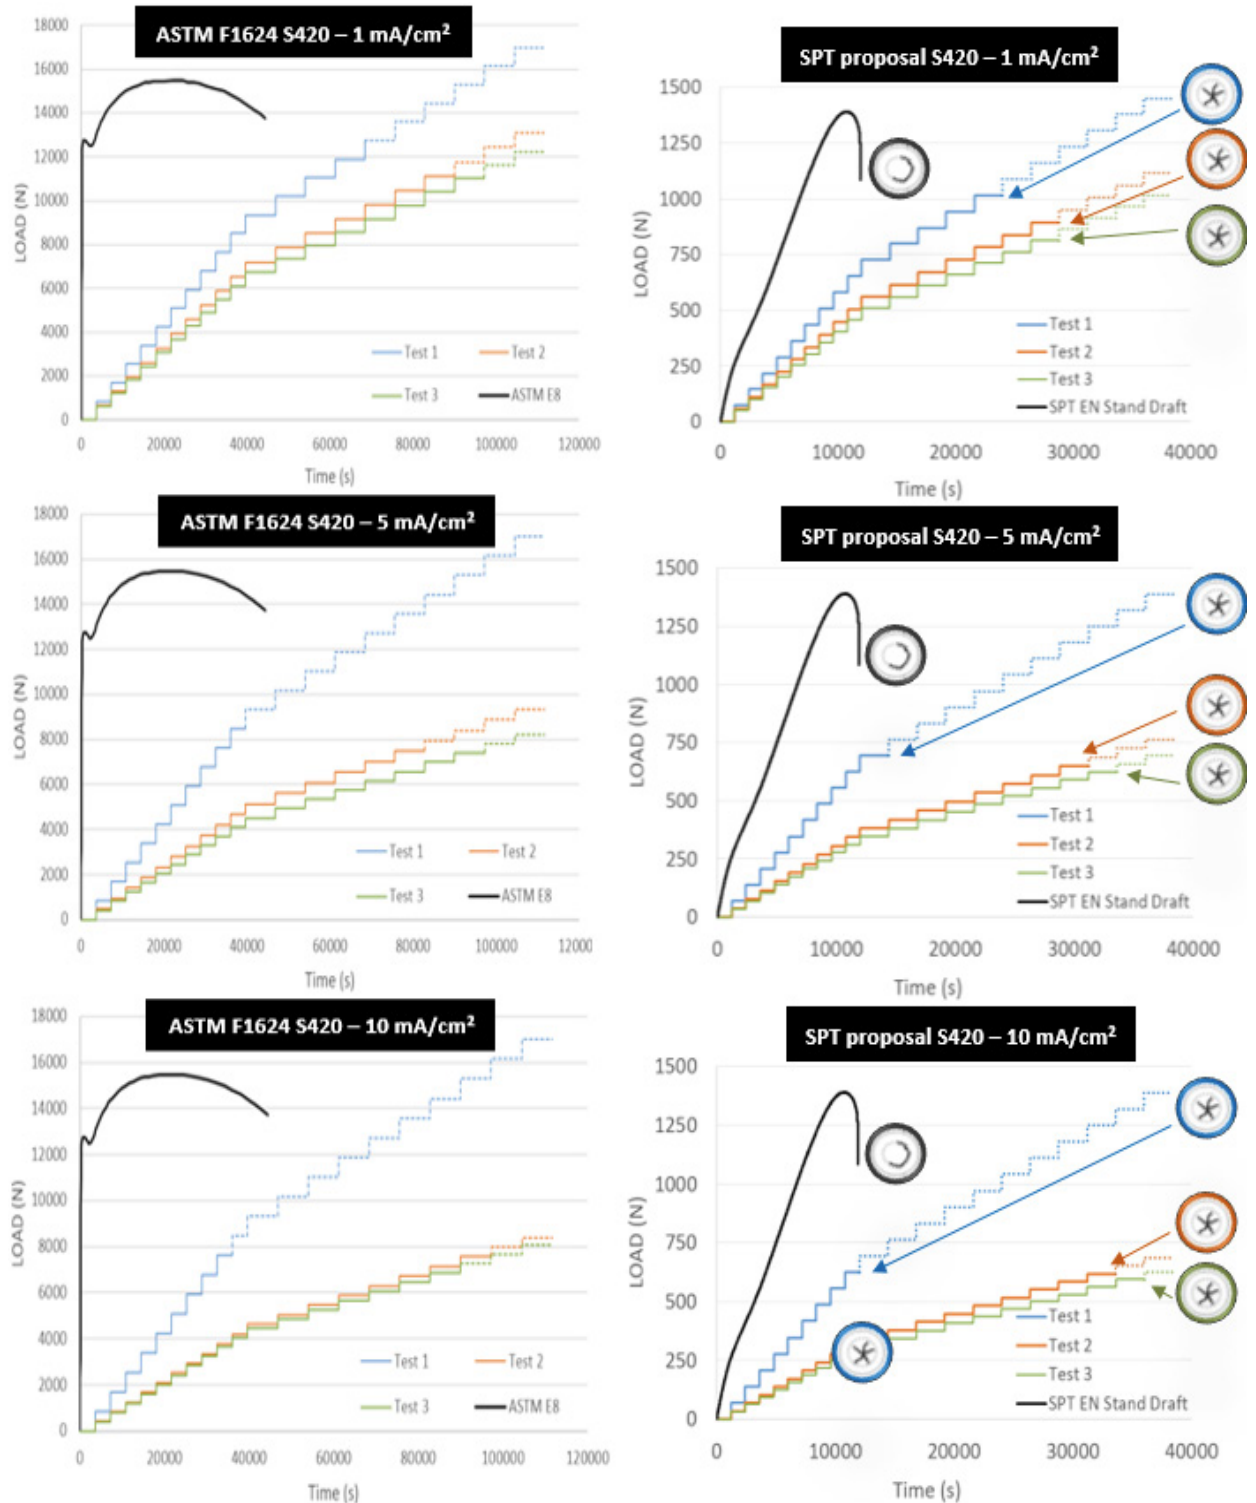 ASTM F1624 S420 – 1 mA/cm²
18000
16000
14000
12000
10000
8000
6000
4000
2000
0
LOAD (N)
0 20000 40000 60000 80000 100000 120000
Time (s)
Test 1 Test 2
Test 3 ASTM E8
SPT proposal S420 – 1 mA/cm²
1500
1250
1000
750
500
250
0
LOAD (N)
0 10000 20000 30000 40000
Time (s)
Test 1
Test 2
Test 3
SPT EN Stand Draft
ASTM F1624 S420 – 5 mA/cm²
18000
16000
14000
12000
10000
8000
6000
4000
2000
0
LOAD (N)
0 20000 40000 60000 80000 100000 12000
Time (s)
Test 1 Test 2
Test 3 ASTM E8
SPT proposal S420 – 5 mA/cm²
1500
1250
1000
750
500
250
0
LOAD (N)
0 10000 20000 30000 40000
Time (s)
Test 1
Test 2
Test 3
SPT EN Stand Draft
ASTM F1624 S420 – 10 mA/cm²
18000
16000
14000
12000
10000
8000
6000
4000
2000
0
LOAD (N)
0 20000 40000 60000 80000 100000 120000
Time (s)
Test 1 Test 2
Test 3 ASTM E8
SPT proposal S420 – 10 mA/cm²
1500
1250
1000
750
500
250
0
LOAD (N)
0 10000 20000 30000 40000
Time (s)
Test 1
Test 2
Test 3
SPT EN Stand Draft